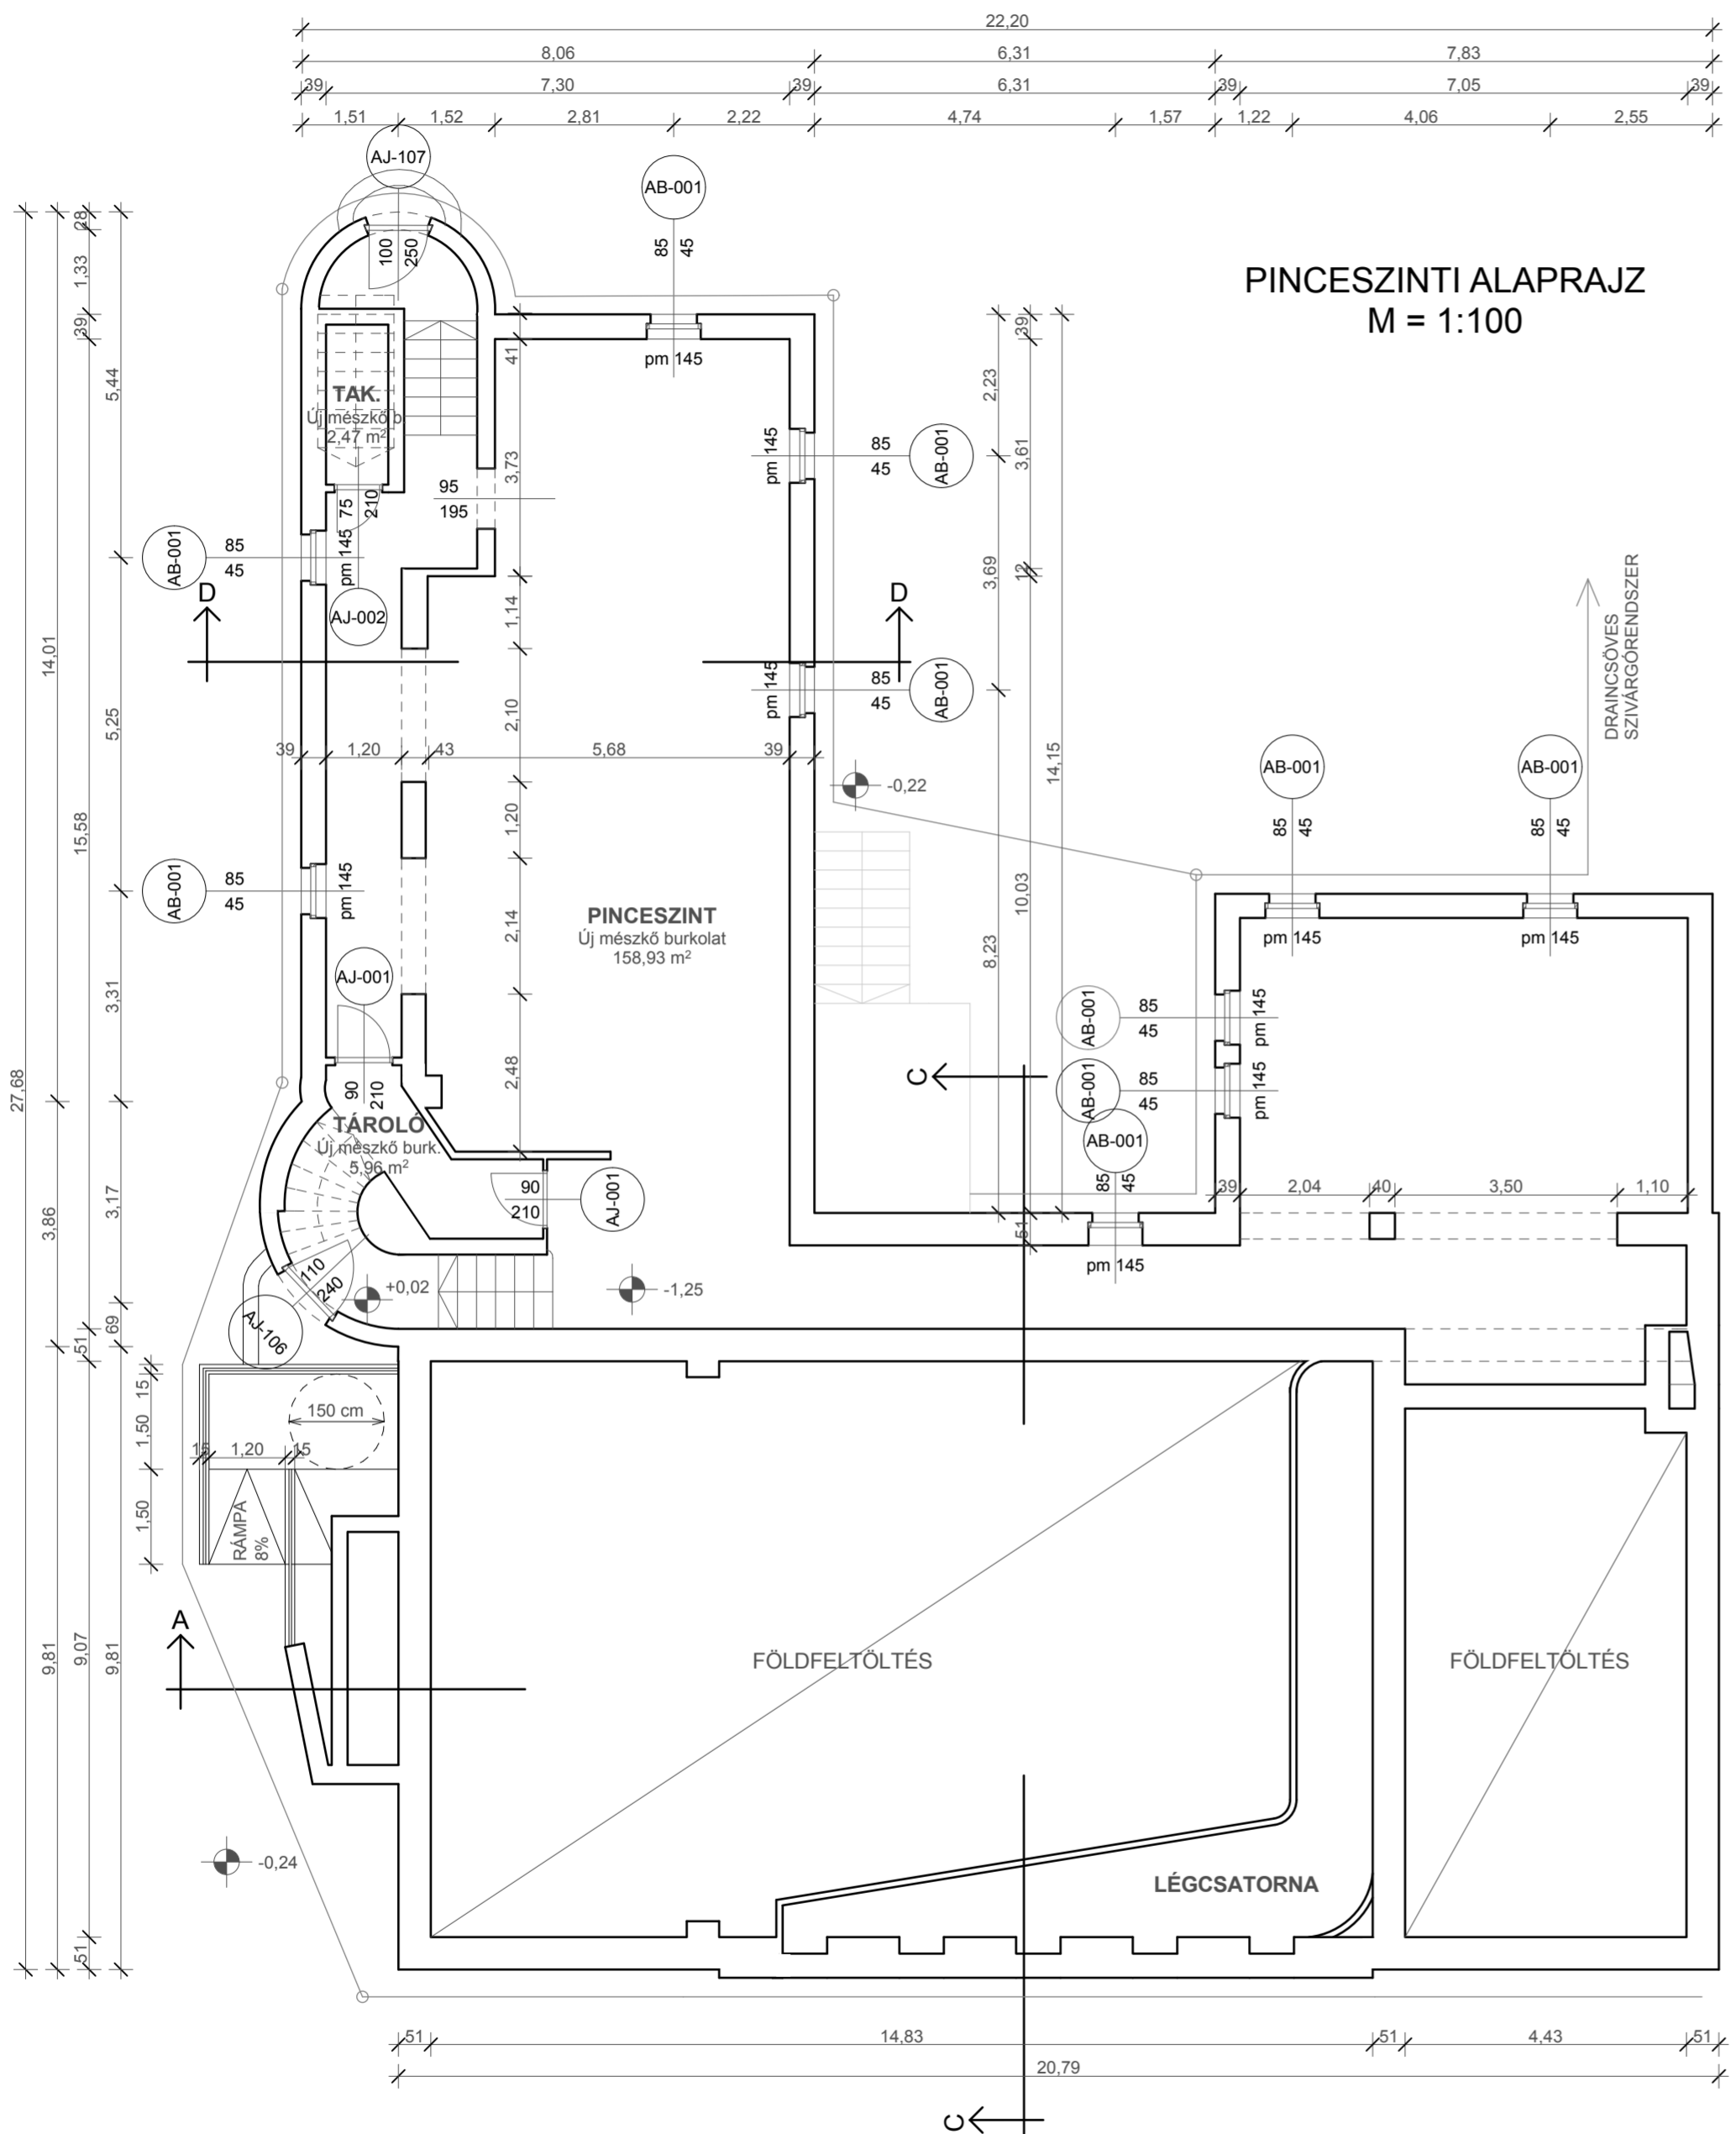 22,20
8,06 6,31 7,83
39 7,30 39 6,31 39 7,05 39
1,51 1,52 2,81 2,22 4,74 1,57 1,22 4,06 2,55
AJ-107
AB-001
28
100
250
85
45
1,33
PINCESZINTI ALAPRAJZ
M = 1:100
39
39
41
pm 145
5,44
2,23
TAK.
Új mészkő b
2,47 m²
3,73
pm 145
85
45
AB-001
3,61
95
195
75
210
AB-001
85
45
pm 145
3,69
12
D
D
AJ-002
1,14
DRAINCSÖVES
SZIVÁRGÓRENDSZER
14,01
pm 145
85
45
AB-001
5,25
2,10
39 1,20 43 5,68 39
14,15
-0,22
AB-001
AB-001
1,20
15,58
85
45
85
45
AB-001
85
45
pm 145
10,03
2,14
PINCESZINT
Új mészkő burkolat
158,93 m²
8,23
pm 145
pm 145
AJ-001
3,31
AB-001
85
45
pm 145
2,48
C
27,68
90
210
AB-001
85
45
pm 145
TÁROLÓ
Új mészkő burk.
5,96 m²
AB-001
85
45
90
210
AJ-001
3,86
3,17
39 2,04 40 3,50 1,10
51
110
240
+0,02
-1,25
pm 145
AJ-106
69
51
15
150 cm
1,50
15 1,20 15
1,50
RÁMPA
8%
A
9,81
9,07
9,81
FÖLDFELTÖLTÉS
FÖLDFELTÖLTÉS
-0,24
LÉGCSATORNA
51
51 14,83 51 4,43 51
20,79
C